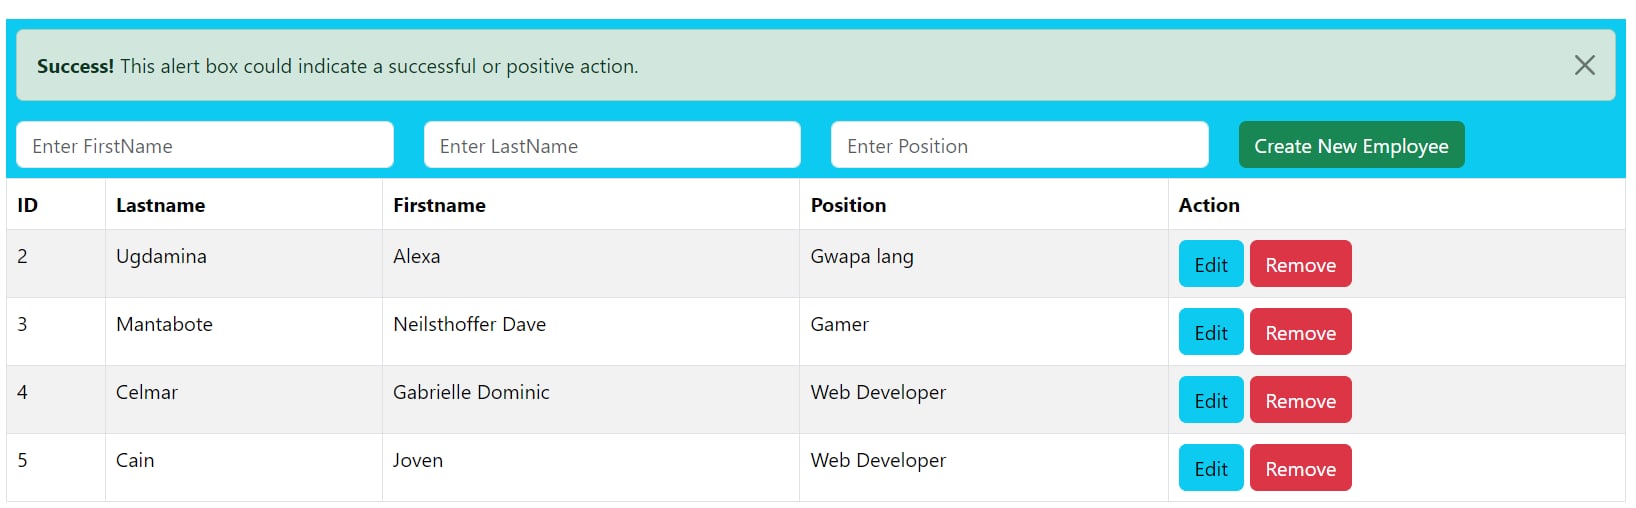 Success! This alert box could indicate a successful or positive action.
Enter FirstName Enter LastName Enter Position Create New Employee
ID Lastname Firstname Position Action
2 Ugdamina Alexa Gwapa lang Edit Remove
3 Mantabote Neilsthoffer Dave Gamer Edit Remove
4 Celmar Gabrielle Dominic Web Developer Edit Remove
5 Cain Joven Web Developer Edit Remove